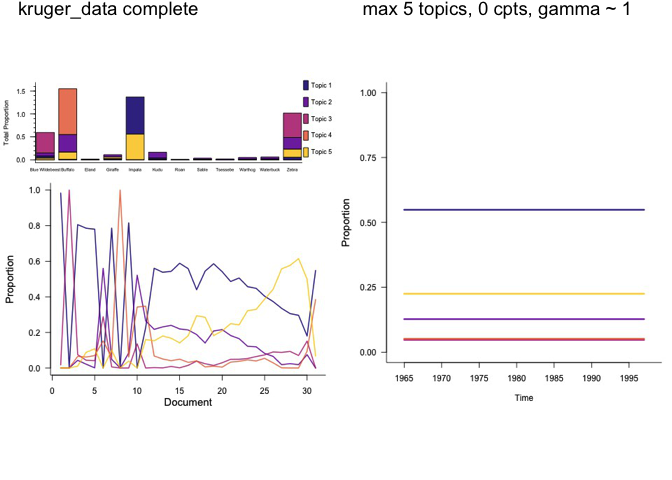 kruger_data complete
max 5 topics, 0 cpts, gamma ~ 1
Total Proportion
1.5
1.0
0.5
0.0
Blue Wildebeest Buffalo Eland Giraffe Impala Kudu Roan Sable Tsessebe Warthog Waterbuck Zebra
Topic 1
Topic 2
Topic 3
Topic 4
Topic 5
Proportion
1.0
0.8
0.6
0.4
0.2
0.0
0 5 10 15 20 25 30
Document
Proportion
1.00
0.75
0.50
0.25
0.00
1965 1970 1975 1980 1985 1990 1995
Time